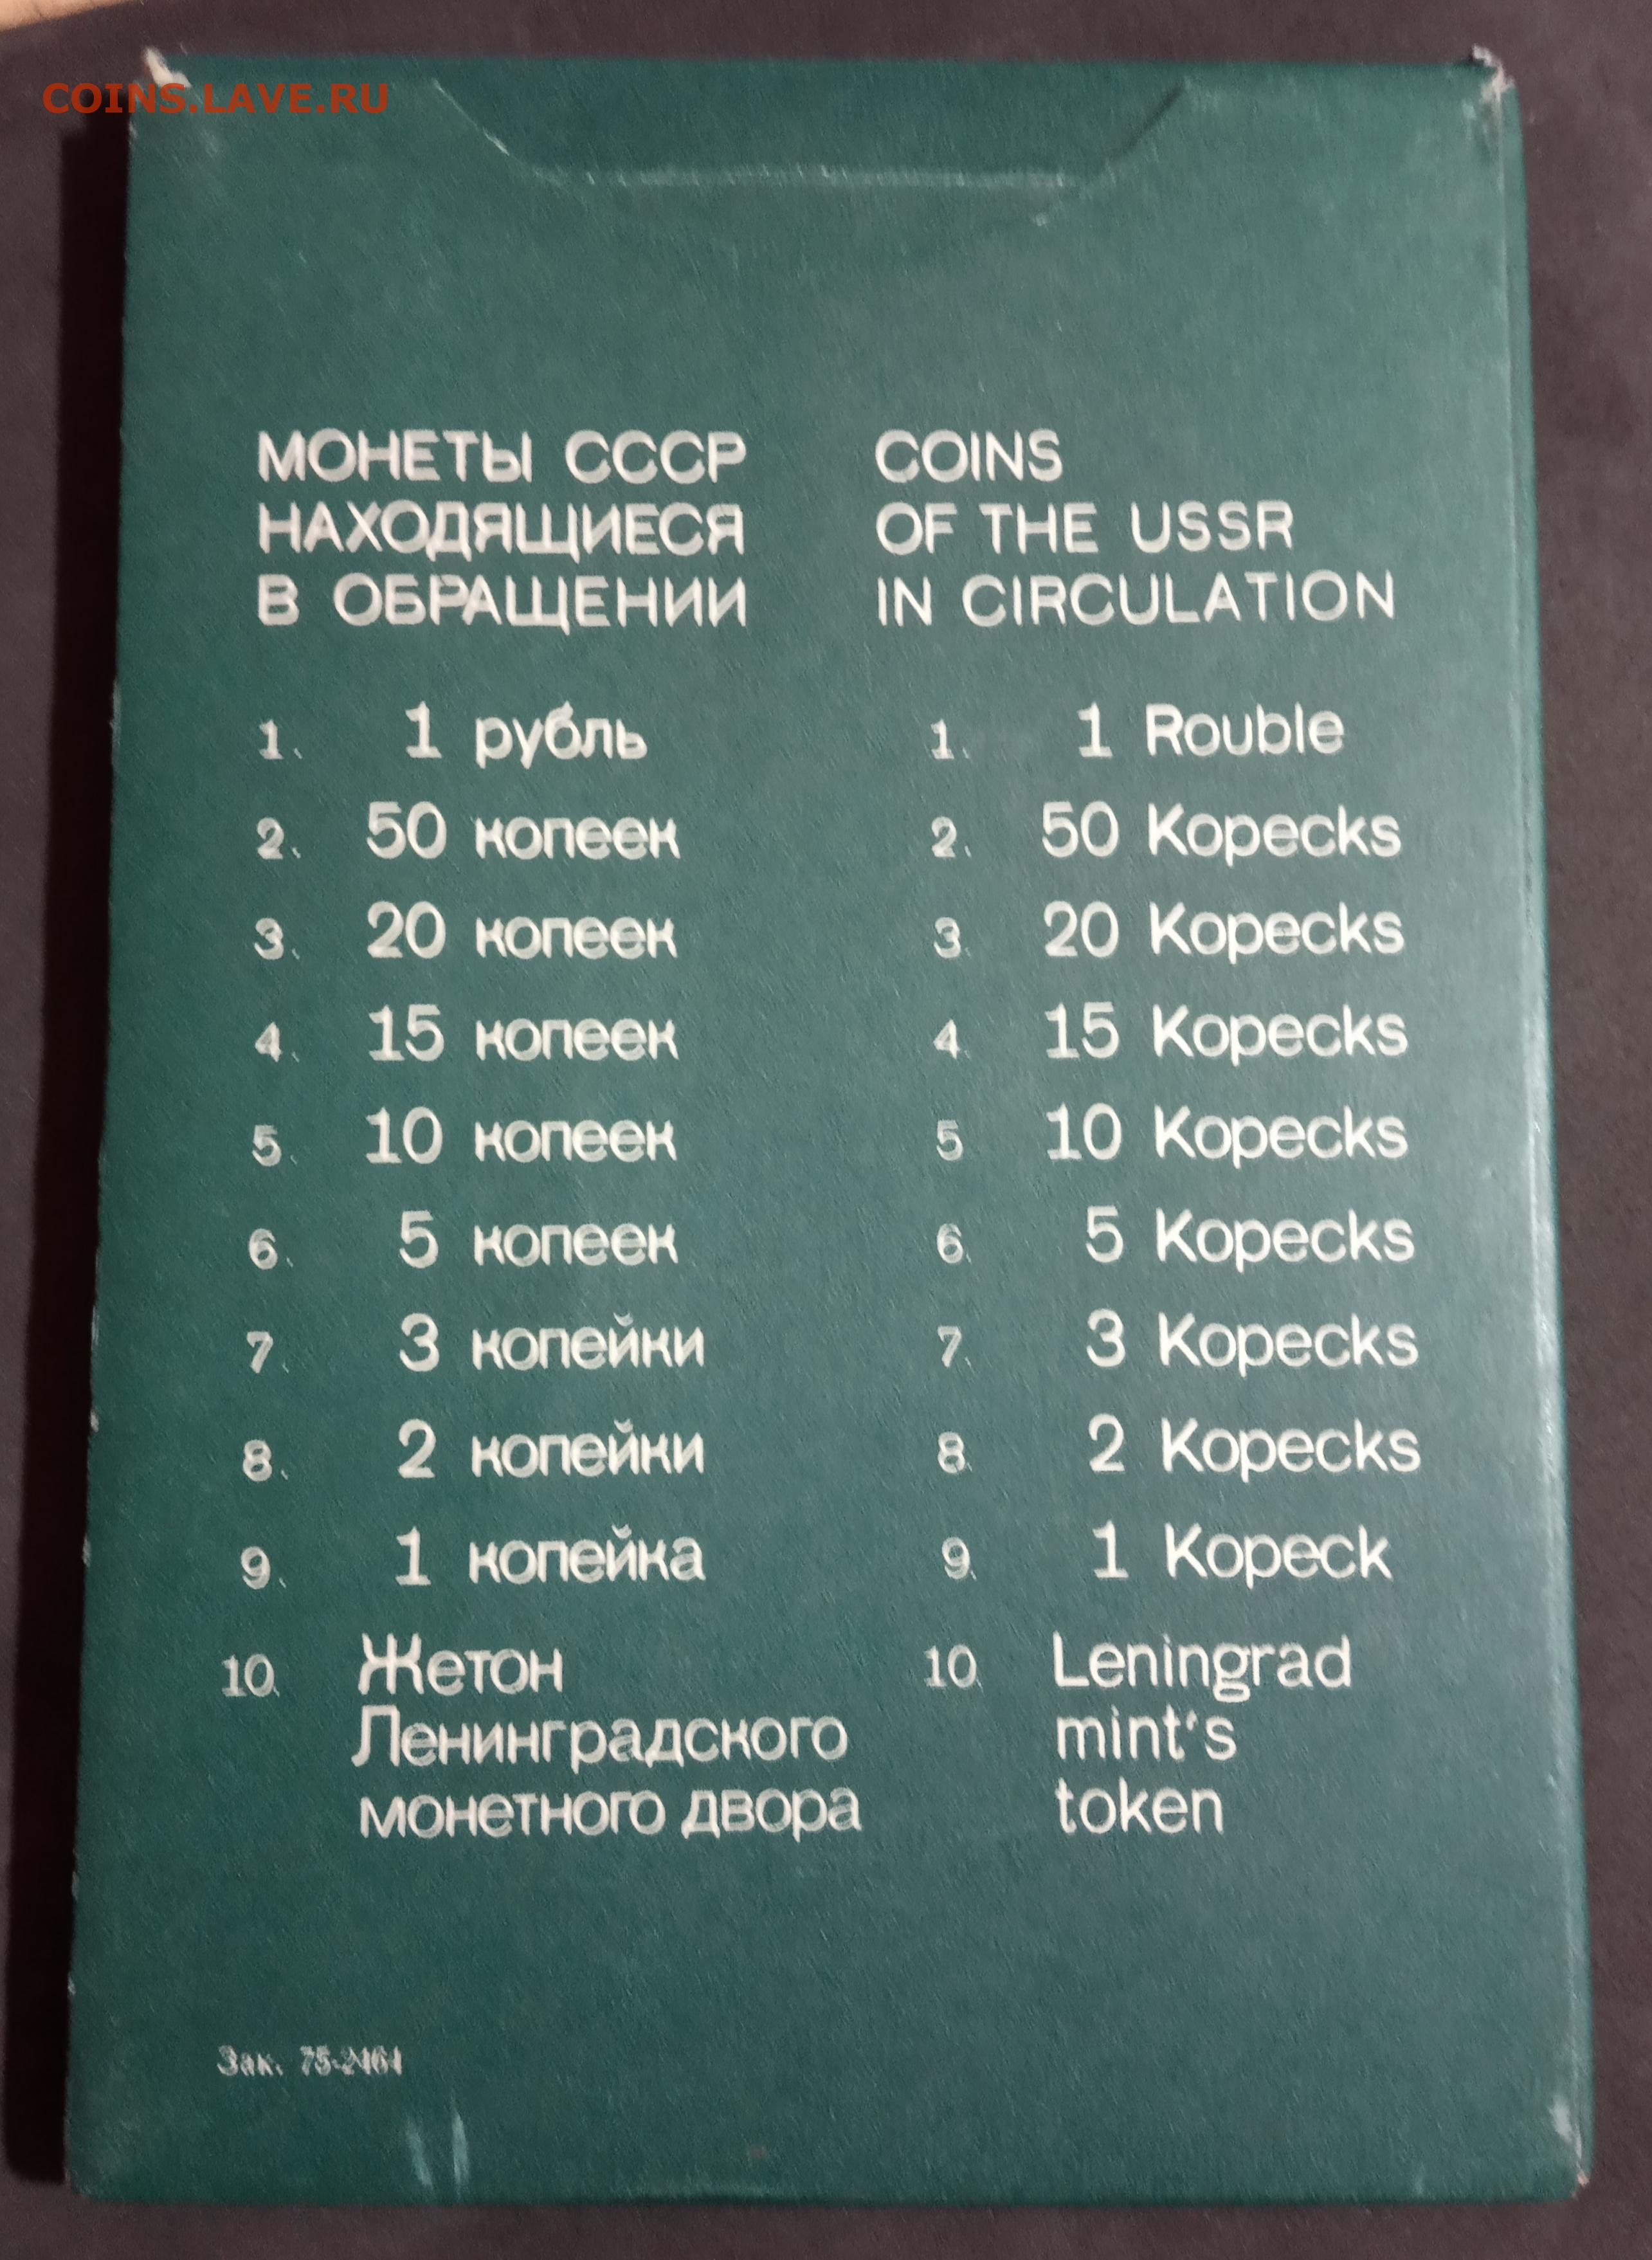 COINS.LAVE.RU
МОНЕТЫ СССР
НАХОДЯЩИЕСЯ
В ОБРАЩЕНИИ
1. 1 рубль
2. 50 копеек
3. 20 копеек
4. 15 копеек
5. 10 копеек
6. 5 копеек
7. 3 копейки
8. 2 копейки
9. 1 копейка
10. Жетон
Ленинградского
монетного двора
COINS
OF THE USSR
IN CIRCULATION
1. 1 Rouble
2. 50 Kopecks
3. 20 Kopecks
4. 15 Kopecks
5 10 Kopecks
6. 5 Kopecks
7. 3 Kopecks
8. 2 Kopecks
9. 1 Kopeck
10. Leningrad
mint's
token
Зак. 75-2464